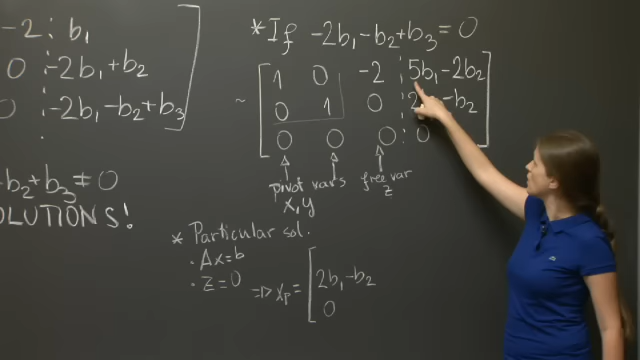 -2 ⋮ b₁
0 ⋮ -2b₁+b₂
0 ⋮ -2b₁-b₂+b₃
b₂+b₃≠0
SOLUTIONS!
*If -2b₁-b₂+b₃=0
~ [ 1 0 -2 ⋮ 5b₁-2b₂
0 1 0 ⋮ 2 -b₂
0 0 0 ⋮ 0 ]
pivot vars free var
x,y z
* Particular sol.
· Ax=b
· z=0 => xp= [
2b₁-b₂
0